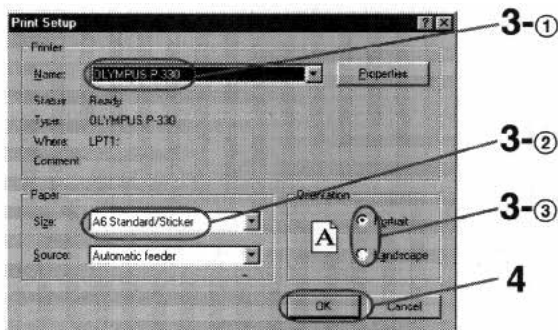 Print Setup
3-①
Printer
Name: OLYMPUS P-330
Properties
Status: Ready
Type: OLYMPUS P-330
Where: LPT1:
Comment
3-②
Paper
Size: A6 Standard/Sticker
Source: Automatic feeder
Orientation
A
Portrait
Landscape
3-③
4
OK
Cancel